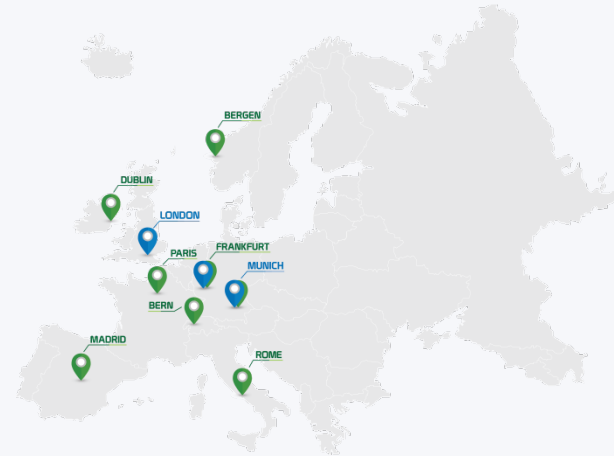 BERGEN
DUBLIN
LONDON
PARIS
FRANKFURT
MUNICH
BERN
MADRID
ROME